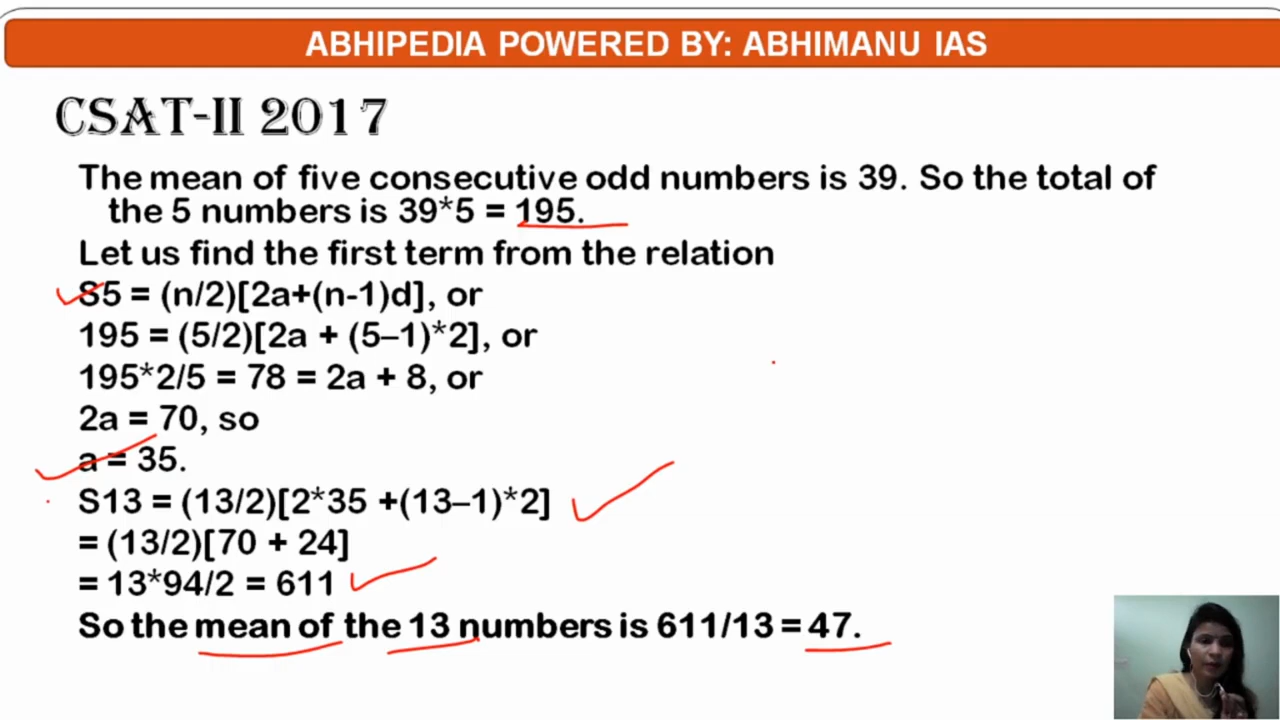 ABHIPEDIA POWERED BY: ABHIMANU IAS
CSAT-II 2017
The mean of five consecutive odd numbers is 39. So the total of
the 5 numbers is 39*5 = 195.
Let us find the first term from the relation
S5 = (n/2)[2a+(n-1)d], or
195 = (5/2)[2a + (5–1)*2], or
195*2/5 = 78 = 2a + 8, or
2a = 70, so
a = 35.
S13 = (13/2)[2*35 +(13–1)*2]
= (13/2)[70 + 24]
= 13*94/2 = 611
So the mean of the 13 numbers is 611/13 = 47.